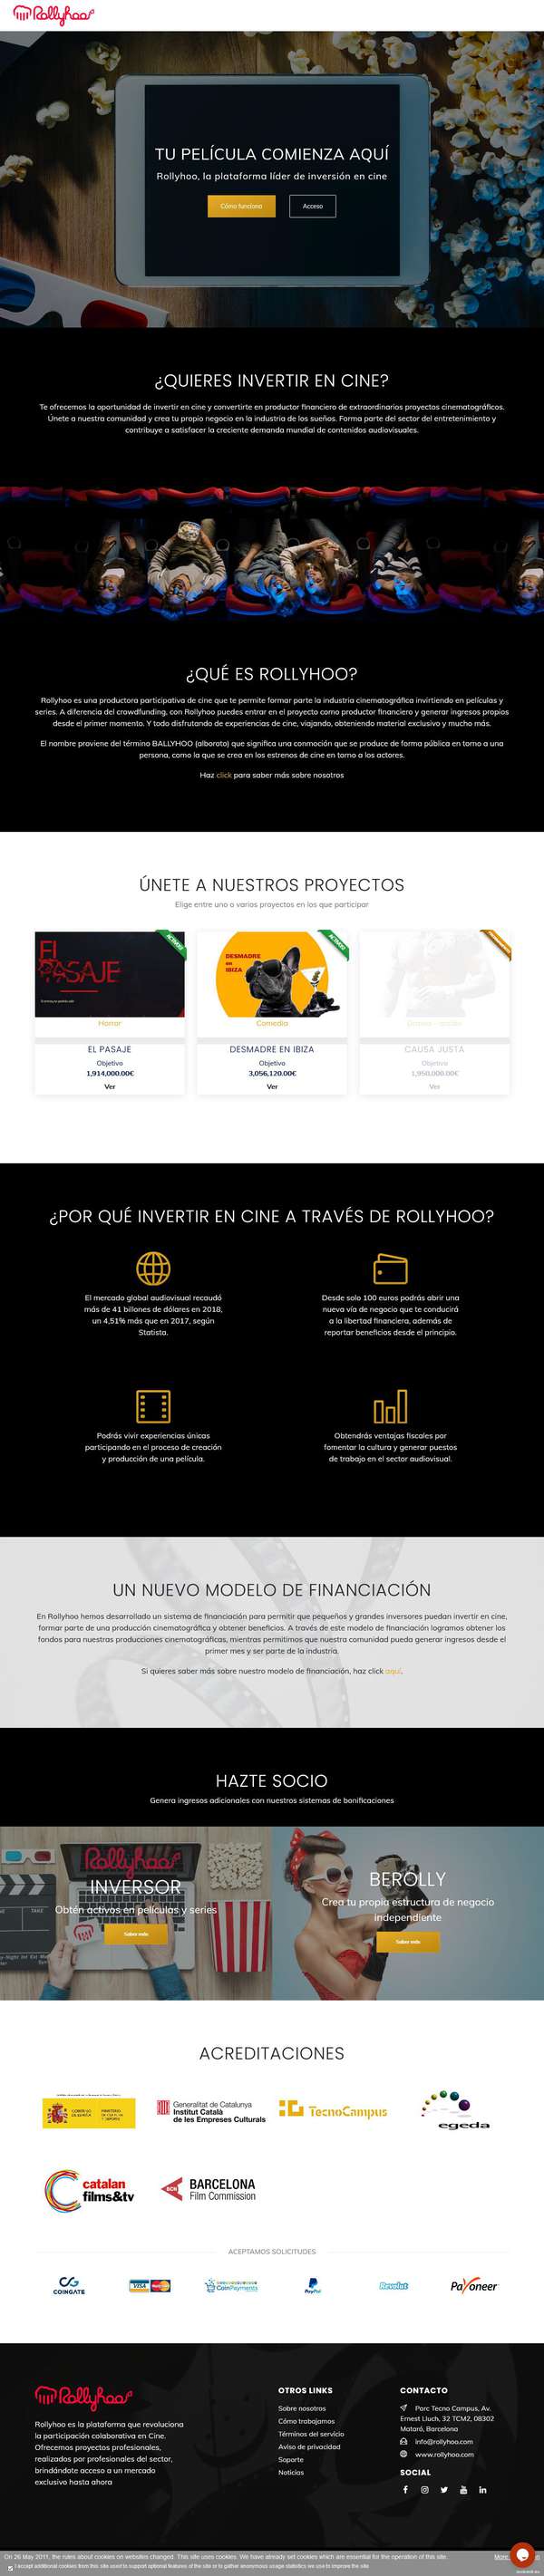 Rollyhoo
TU PELÍCULA COMIENZA AQUÍ
Rollyhoo, la plataforma líder de inversión en cine
Cómo funciona
Acceso
¿QUIERES INVERTIR EN CINE?
Te ofrecemos la oportunidad de invertir en cine y convertirte en productor financiero de extraordinarios proyectos cinematográficos.
Únete a nuestra comunidad y crea tu propio negocio en la industria de los sueños. Forma parte del sector del entretenimiento y
contribuye a satisfacer la creciente demanda mundial de contenidos audiovisuales.
¿QUÉ ES ROLLYHOO?
Rollyhoo es una productora participativa de cine que te permite formar parte la industria cinematográfica invirtiendo en películas y
series. A diferencia del crowdfunding, con Rollyhoo puedes entrar en el proyecto como productor financiero y generar ingresos propios
desde el primer momento. Y todo disfrutando de experiencias de cine, viajando, obteniendo material exclusivo y mucho más.
El nombre proviene del término BALLYHOO (alboroto) que significa una conmoción que se produce de forma pública en torno a una
persona, como la que se crea en los estrenos de cine en torno a los actores.
Haz click para saber más sobre nosotros
ÚNETE A NUESTROS PROYECTOS
Elige entre uno o varios proyectos en los que participar
EL PASAJE
Horror
EL PASAJE
Objetivo
1,914,000.00€
Ver
DESMADRE
EN
IBIZA
Comedia
DESMADRE EN IBIZA
Objetivo
3,056,120.00€
Ver
CAUSA JUSTA
Objetivo
1,950,000.00€
Ver
¿POR QUÉ INVERTIR EN CINE A TRAVÉS DE ROLLYHOO?
El mercado global audiovisual recaudó
más de 41 billones de dólares en 2018,
un 4,51% más que en 2017, según
Statista.
Desde solo 100 euros podrás abrir una
nueva vía de negocio que te conducirá
a la libertad financiera, además de
reportar beneficios desde el principio.
Podrás vivir experiencias únicas
participando en el proceso de creación
y producción de una película.
Obtendrás ventajas fiscales por
fomentar la cultura y generar puestos
de trabajo en el sector audiovisual.
UN NUEVO MODELO DE FINANCIACIÓN
En Rollyhoo hemos desarrollado un sistema de financiación para permitir que pequeños y grandes inversores puedan invertir en cine,
formar parte de una producción cinematográfica y obtener beneficios. A través de este modelo de financiación logramos obtener los
fondos para nuestras producciones cinematográficas, mientras permitimos que nuestra comunidad pueda generar ingresos desde el
primer mes y ser parte de la industria.
Si quieres saber más sobre nuestro modelo de financiación, haz click aquí.
HAZTE SOCIO
Genera ingresos adicionales con nuestros sistemas de bonificaciones
Rollyhoo
INVERSOR
Obtén activos en películas y series
Saber más
BEROLLY
Crea tu propia estructura de negocio
independiente
Saber más
ACREDITACIONES
Generalitat de Catalunya
Institut Català
de les Empreses Culturals
TecnoCampus
egeda
catalan
films&tv
BCN
BARCELONA
Film Commission
ACEPTAMOS SOLICITUDES
COINGATE
VISA
MasterCard
CoinPayments
PayPal
Revolut
Payoneer
Rollyhoo
Rollyhoo es la plataforma que revoluciona
la participación colaborativa en Cine.
Ofrecemos proyectos profesionales,
realizados por profesionales del sector,
brindándote acceso a un mercado
exclusivo hasta ahora
OTROS LINKS
Sobre nosotros
Cómo trabajamos
Términos del servicio
Aviso de privacidad
Soporte
Noticias
CONTACTO
Parc Tecno Campus, Av.
Ernest Lluch, 32 TCM2, 08302
Mataró, Barcelona
info@rollyhoo.com
www.rollyhoo.com
SOCIAL
On 26 May 2011, the rules about cookies on websites changed. This site uses cookies. We have already set cookies which are essential for the operation of this site.
More
I accept additional cookies from this site used to support optional features of the site or to gather anonymous usage statistics we use to improve the site